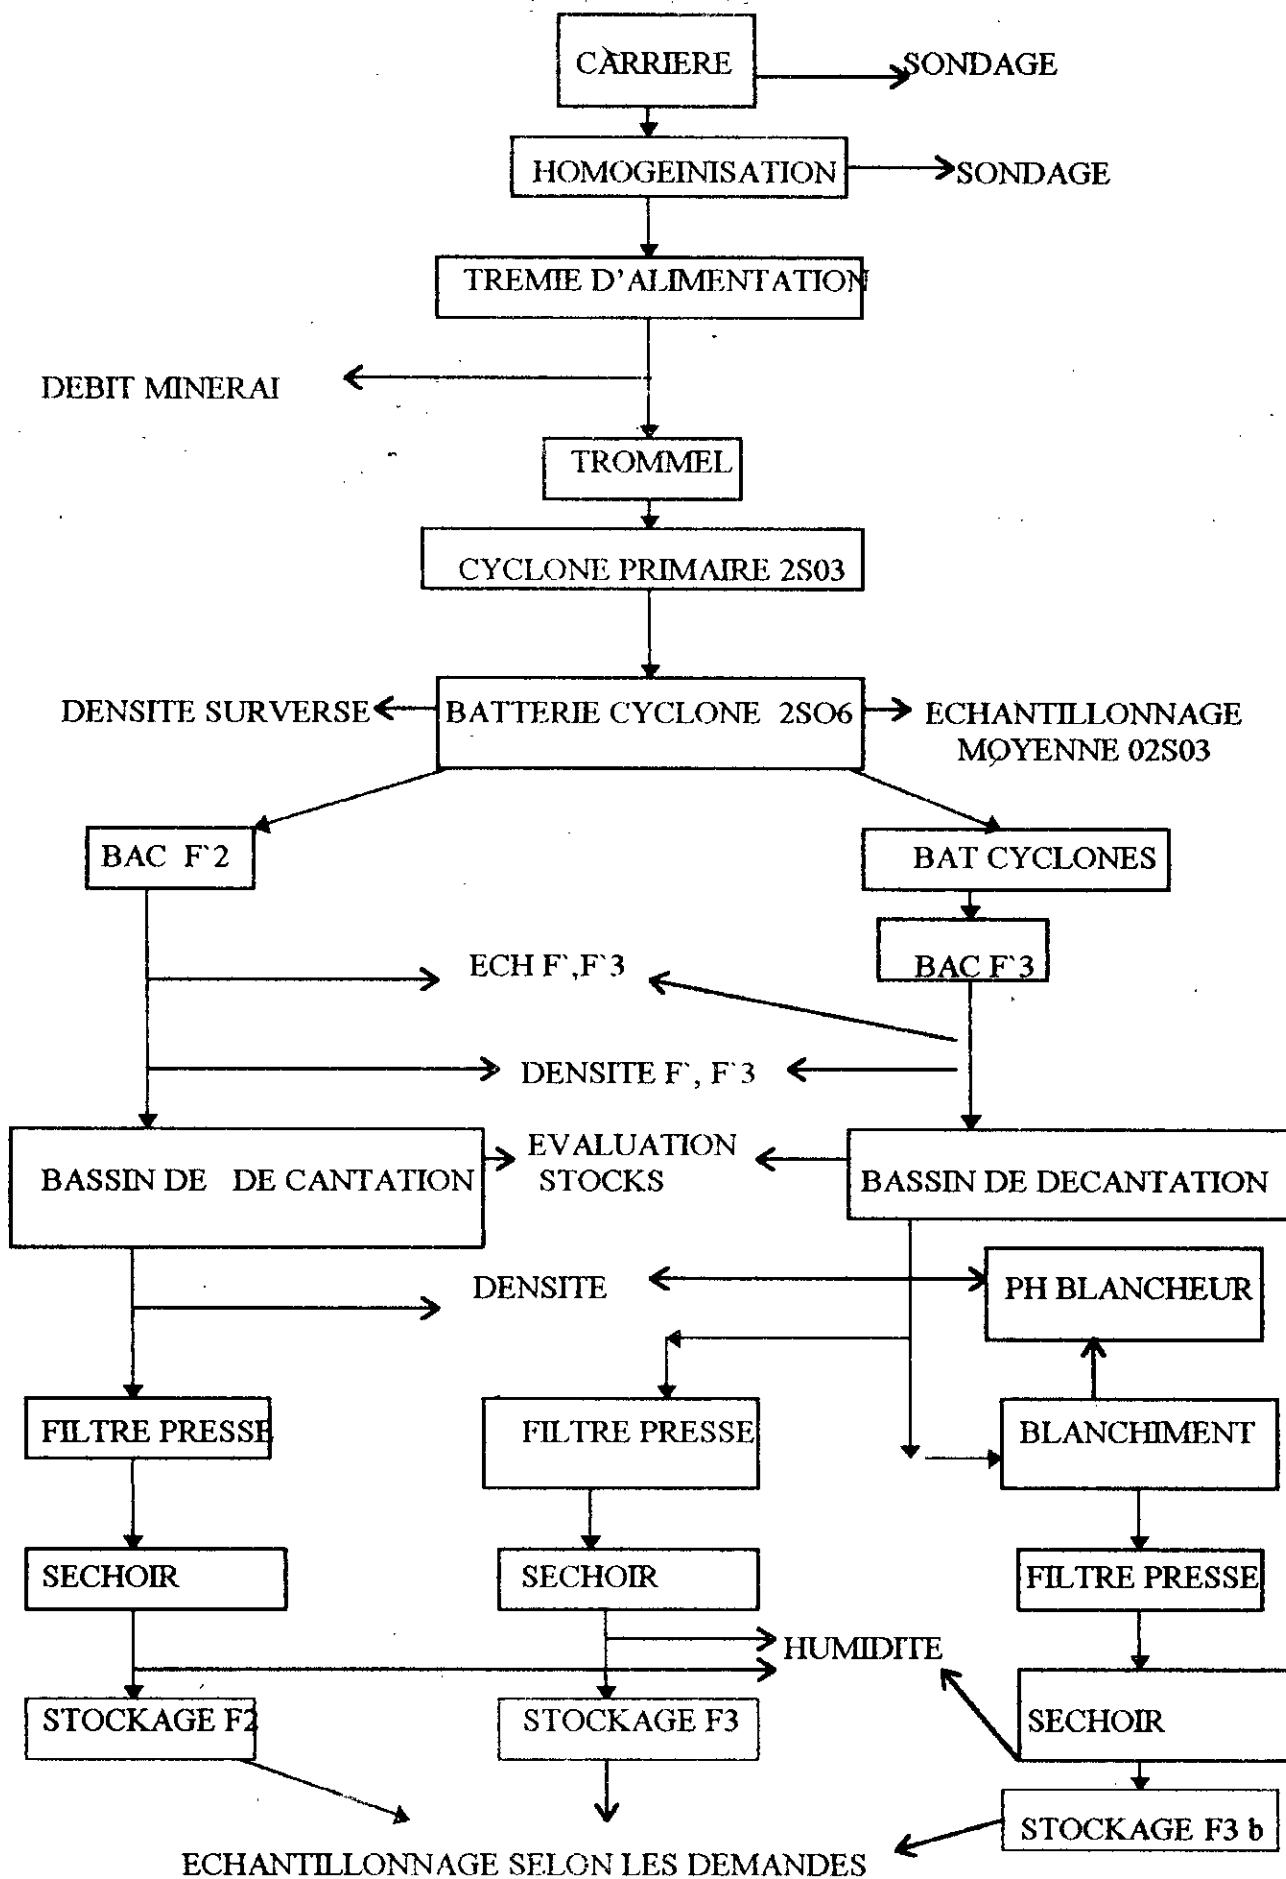 CARRIERE
SONDAGE
HOMOGEINISATION
SONDAGE
TREMIE D'ALIMENTATION
DEBIT MINERAI
TROMMEL
CYCLONE PRIMAIRE 2S03
DENSITE SURVERSE
BATTERIE CYCLONE 2SO6
ECHANTILLONNAGE
MOYENNE 02S03
BAC F`2
BAT CYCLONES
ECH F`,F`3
BAC F`3
DENSITE F`, F`3
BASSIN DE DE CANTATION
EVALUATION
STOCKS
BASSIN DE DECANTATION
DENSITE
PH BLANCHEUR
FILTRE PRESSE
FILTRE PRESSE
BLANCHIMENT
SECHOIR
SECHOIR
FILTRE PRESSE
HUMIDITE
STOCKAGE F2
STOCKAGE F3
SECHOIR
STOCKAGE F3 b
ECHANTILLONNAGE SELON LES DEMANDES